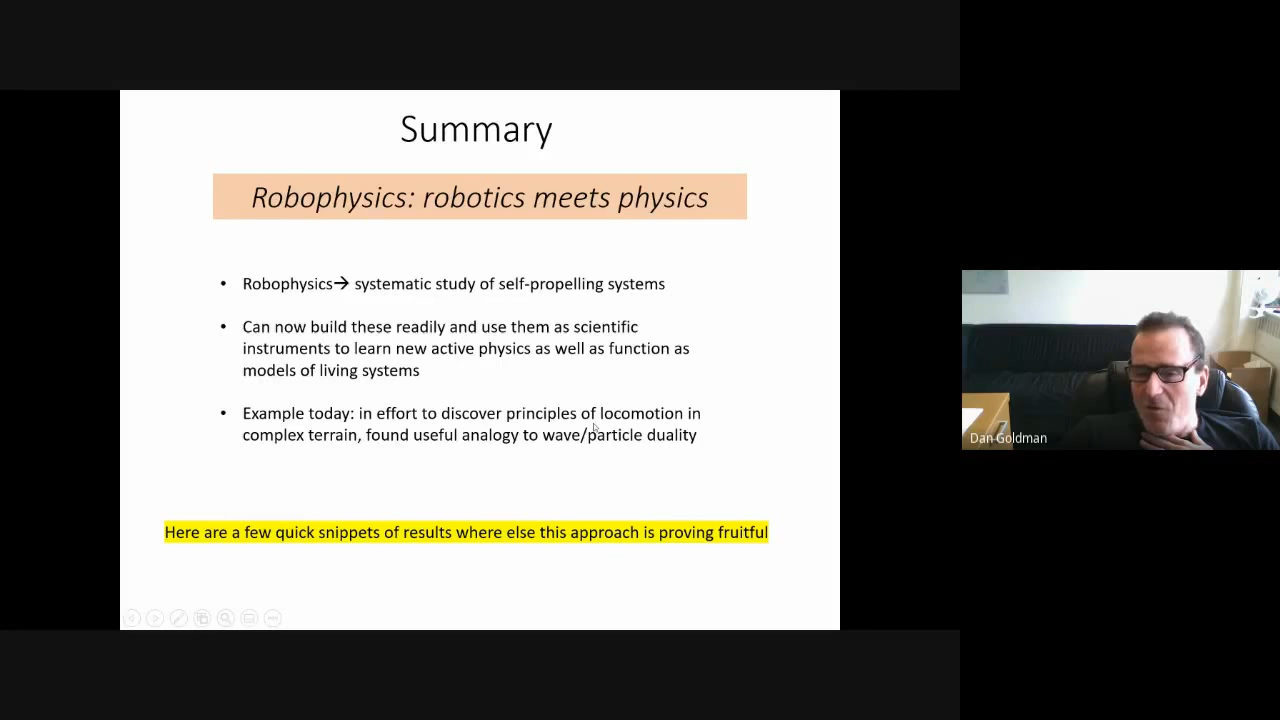 Summary
Robophysics: robotics meets physics
• Robophysics→ systematic study of self-propelling systems
• Can now build these readily and use them as scientific
instruments to learn new active physics as well as function as
models of living systems
• Example today: in effort to discover principles of locomotion in
complex terrain, found useful analogy to wave/particle duality
Here are a few quick snippets of results where else this approach is proving fruitful
Dan Goldman